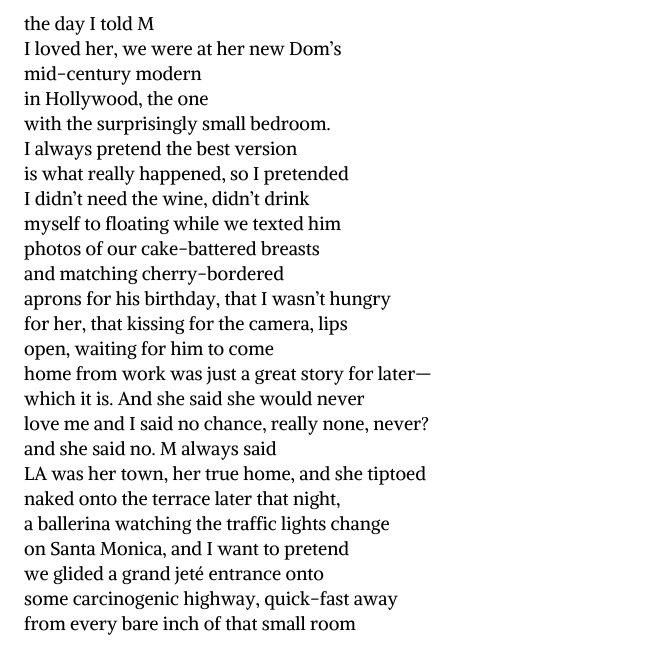 the day I told M
I loved her, we were at her new Dom’s
mid-century modern
in Hollywood, the one
with the surprisingly small bedroom.
I always pretend the best version
is what really happened, so I pretended
I didn’t need the wine, didn’t drink
myself to floating while we texted him
photos of our cake-battered breasts
and matching cherry-bordered
aprons for his birthday, that I wasn’t hungry
for her, that kissing for the camera, lips
open, waiting for him to come
home from work was just a great story for later—
which it is. And she said she would never
love me and I said no chance, really none, never?
and she said no. M always said
LA was her town, her true home, and she tiptoed
naked onto the terrace later that night,
a ballerina watching the traffic lights change
on Santa Monica, and I want to pretend
we glided a grand jeté entrance onto
some carcinogenic highway, quick-fast away
from every bare inch of that small room